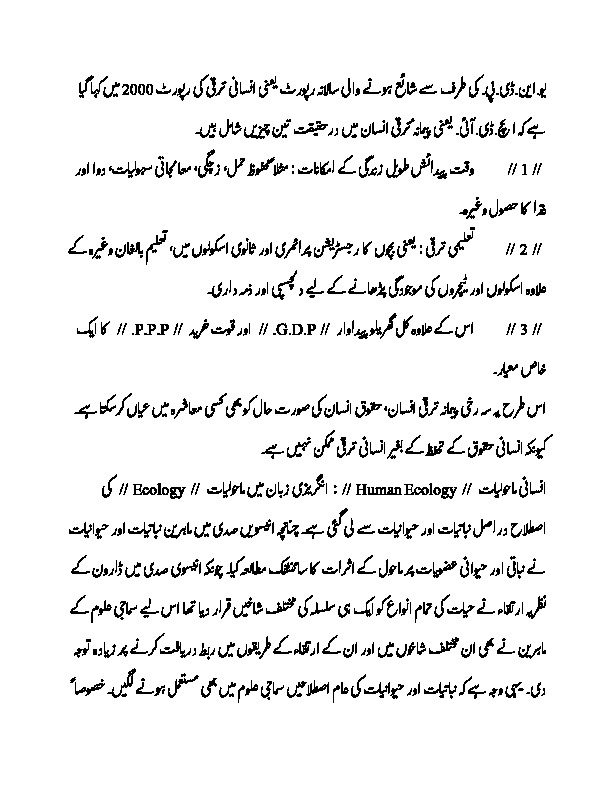 یو۔این۔ڈی۔پی۔ کی طرف سے شائع ہونے والی سالانہ رپورٹ یعنی انسانی ترقی کی رپورٹ 2000 میں کہا گیا
ہے کہ ایچ۔ڈی۔آئی۔ یعنی پیمانہ ترقی انسان میں در حقیقت تین چیزیں شامل ہیں۔
// 1 // وقت پیدائش طویل زندگی کے امکانات : مثلاً محفوظ حمل، زچگی، معالجاتی سہولیات، دوا اور
غذا کا حصول وغیرہ۔
// 2 // تعلیمی ترقی : یعنی بچوں کا رجسٹریشن پرائمری اور ثانوی اسکولوں میں، تعلیم بالغان وغیرہ کے
علاوہ اسکولوں اور ٹیچروں کی موجودگی پڑھانے کے لیے دلچسپی اور ذمہ داری۔
// 3 // اس کے علاوہ کل گھریلو پیداوار // G.D.P. // اور قوت خرید // P.P.P. // کا ایک
خاص معیار۔
اس طرح یہ سہ رخی پیمانہ ترقی انسان، حقوق انسان کی صورت حال کو بھی کسی معاشرہ میں عیاں کر سکتا ہے۔
کیونکہ انسانی حقوق کے تحفظ کے بغیر انسانی ترقی ممکن نہیں ہے۔
انسانی ماحولیات // Human Ecology // : انگریزی زبان میں ماحولیات // Ecology // کی
اصطلاح در اصل نباتیات اور حیوانیات سے لی گئی ہے۔ چنانچہ انیسویں صدی میں ماہرین نباتیات اور حیوانیات
نے نباتی اور حیوانی عضویات پر ماحول کے اثرات کا سائنٹفک مطالعہ کیا۔ چونکہ انیسوی صدی میں ڈارون کے
نظریہ ارتقاء نے حیات کی تمام انواع کو ایک ہی سلسلہ کی مختلف شاخیں قرار دیا تھا اس لیے سماجی علوم کے
ماہرین نے بھی ان مختلف شاخوں میں اور ان کے ارتقاء کے طریقوں میں ربط دریافت کرنے پر زیادہ توجہ
دی۔ یہی وجہ ہے کہ نباتیات اور حیوانیات کی عام اصطلاحیں سماجی علوم میں بھی مستعمل ہونے لگیں۔ خصوصاً